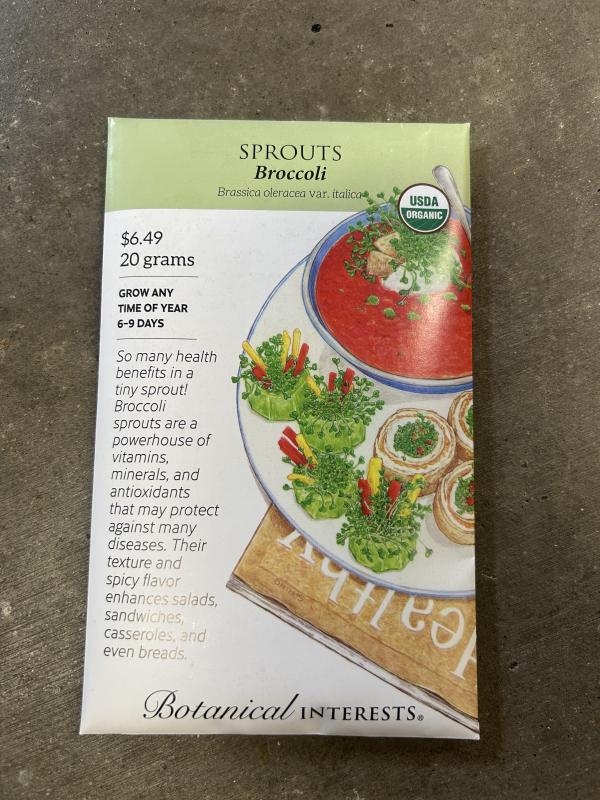 SPROUTS
Broccoli
Brassica oleracea var. italica
USDA
ORGANIC
$6.49
20 grams
GROW ANY
TIME OF YEAR
6-9 DAYS
So many health
benefits in a
tiny sprout!
Broccoli
sprouts are a
powerhouse of
vitamins,
minerals, and
antioxidants
that may protect
against many
diseases. Their
texture and
spicy flavor
enhances salads,
sandwiches,
casseroles, and
even breads.
Botanical INTERESTS®